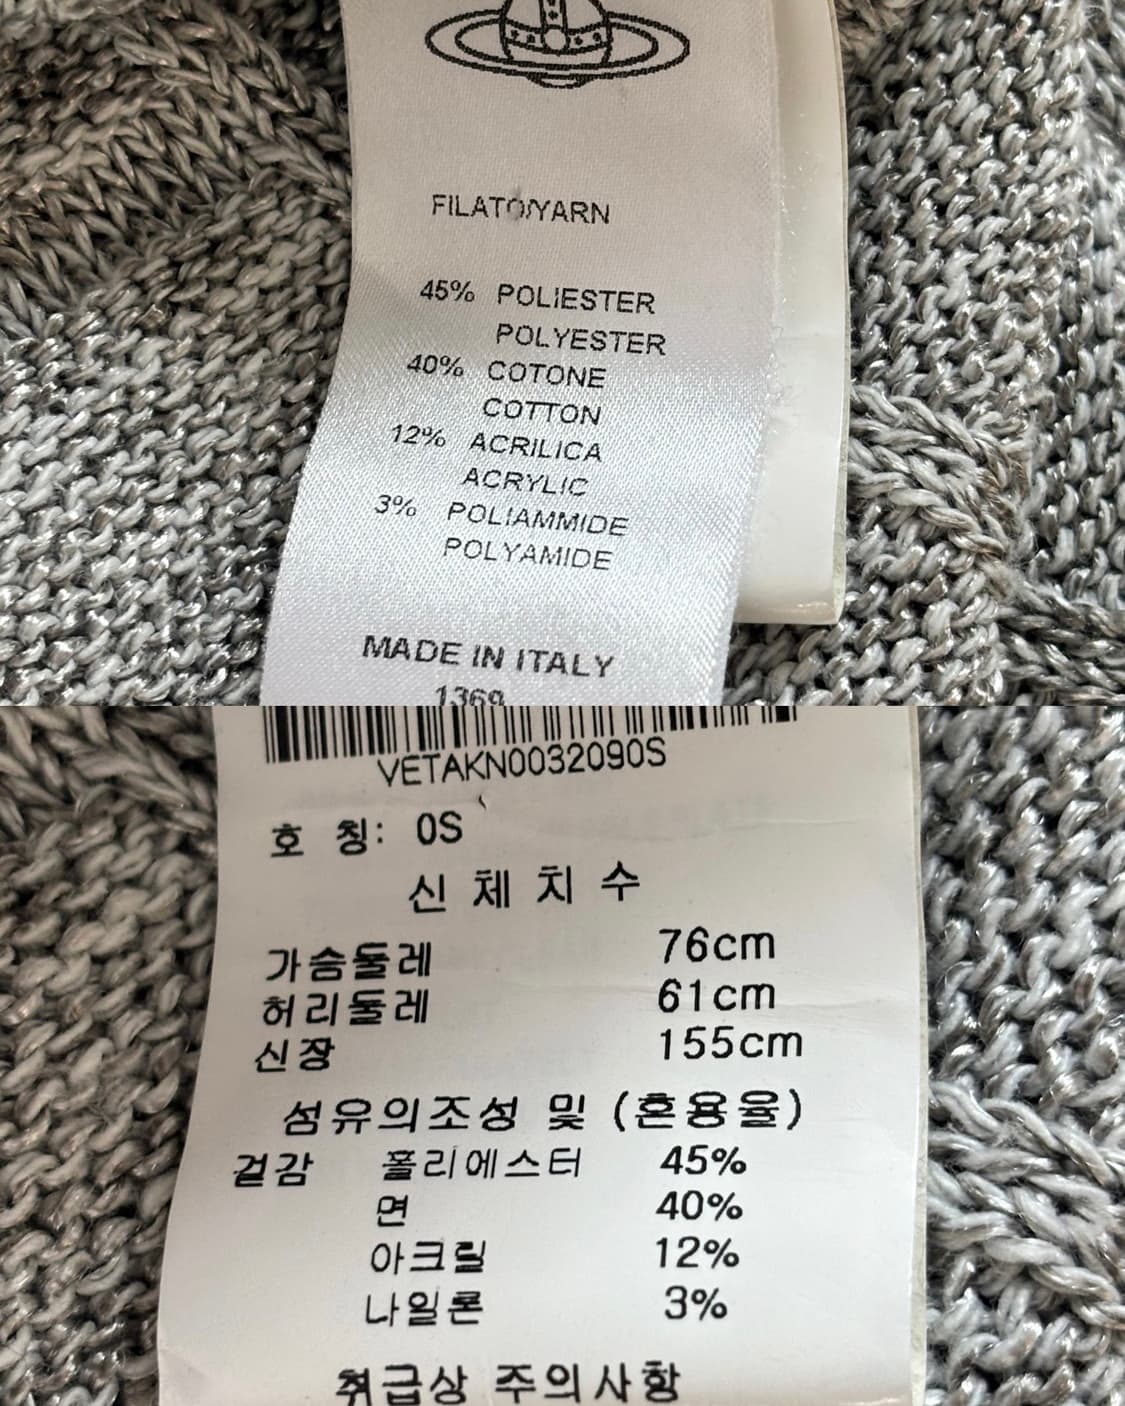 FILATO/YARN
45% POLIESTER
POLYESTER
40% COTONE
COTTON
12% ACRILICA
ACRYLIC
3% POLIAMMIDE
POLYAMIDE
MADE IN ITALY
VETAKN0032090S
호 칭: 0S
신 체 치 수
가슴둘레 76cm
허리둘레 61cm
신장 155cm
섬유의조성 및 (혼용율)
겉감 폴리에스터 45%
면 40%
아크릴 12%
나일론 3%
취급상 주의사항